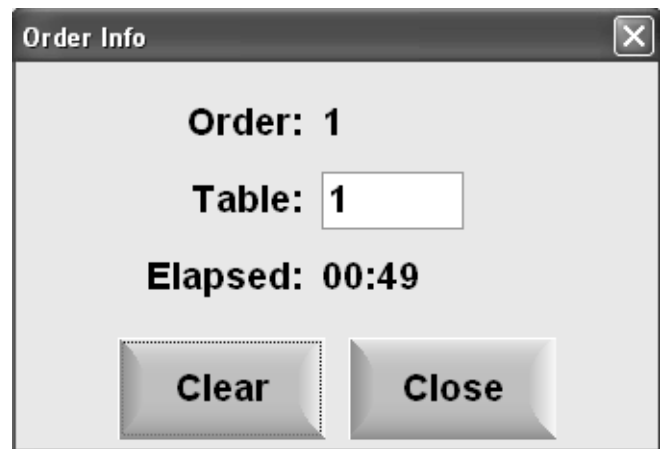 Order Info
Order: 1
Table: 1
Elapsed: 00:49
Clear Close